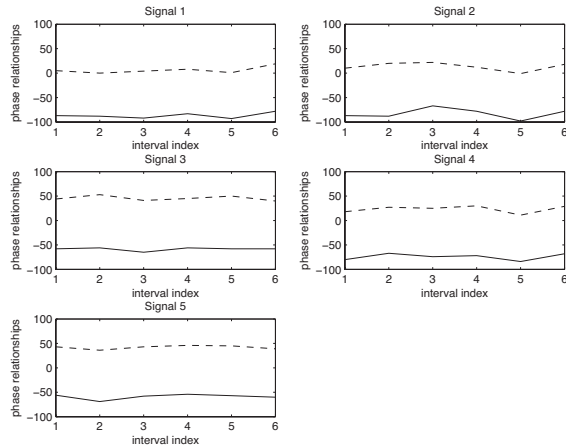 Signal 1
100
50
0
−50
−100
phase relationships
1 2 3 4 5 6
interval index
Signal 2
100
50
0
−50
−100
phase relationships
1 2 3 4 5 6
interval index
Signal 3
100
50
0
−50
−100
phase relationships
1 2 3 4 5 6
interval index
Signal 4
100
50
0
−50
−100
phase relationships
1 2 3 4 5 6
interval index
Signal 5
100
50
0
−50
−100
phase relationships
1 2 3 4 5 6
interval index